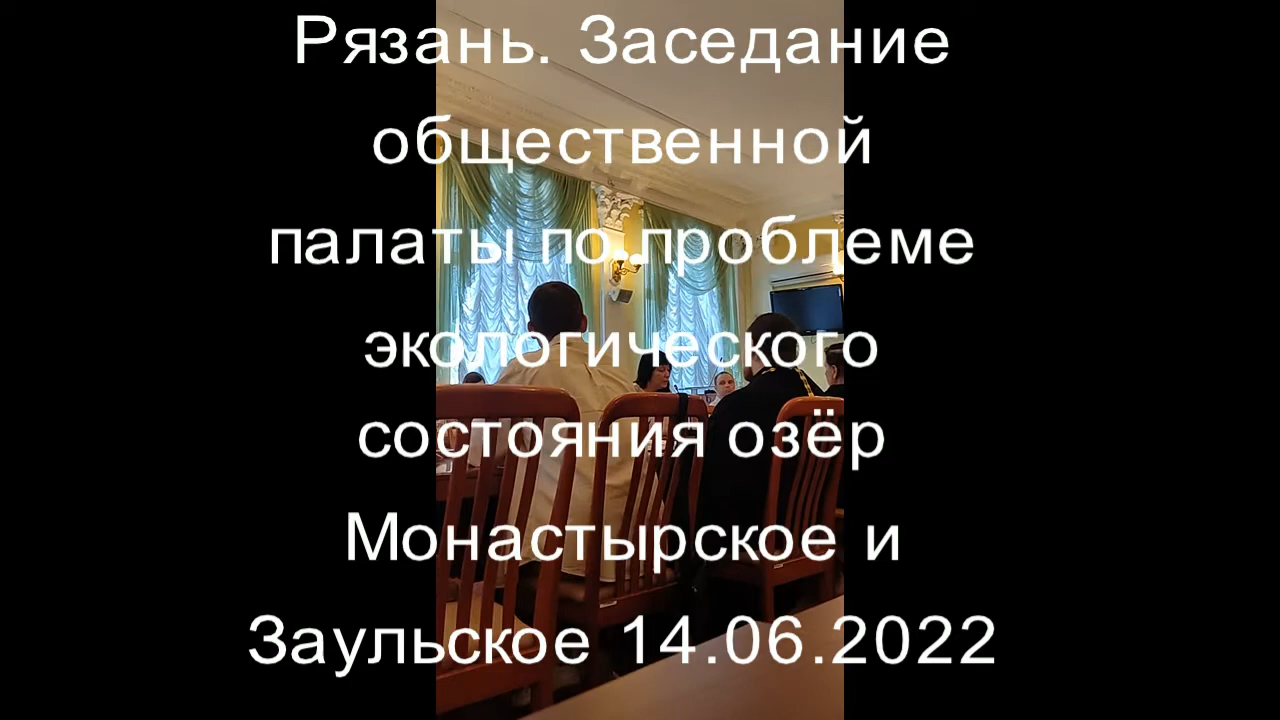 Рязань. Заседание
общественной
палаты по проблеме
экологического
состояния озёр
Монастырское и
Заульское 14.06.2022